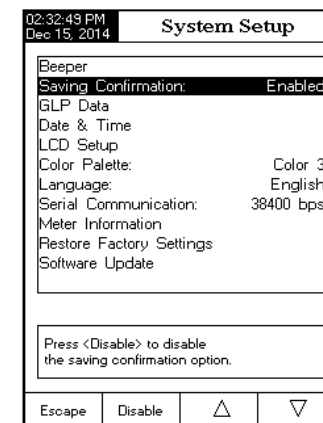 02:32:49 PM
Dec 15, 2014
System Setup
Beeper
Saving Confirmation: Enabled
GLP Data
Date & Time
LCD Setup
Color Palette: Color 3
Language: English
Serial Communication: 38400 bps
Meter Information
Restore Factory Settings
Software Update
Press <Disable> to disable
the saving confirmation option.
Escape Disable △ ▽